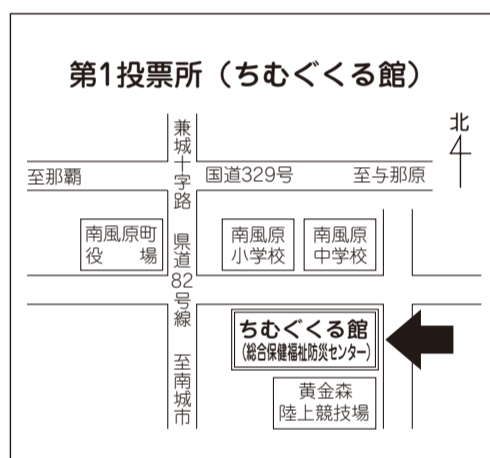 第1投票所（ちむぐくる館）
北
兼城十字路
至那覇
国道329号
至与那原
南風原町
役　場
県道82号線
南風原
小学校
南風原
中学校
ちむぐくる館
（総合保健福祉防災センター）
至南城市
黄金森
陸上競技場